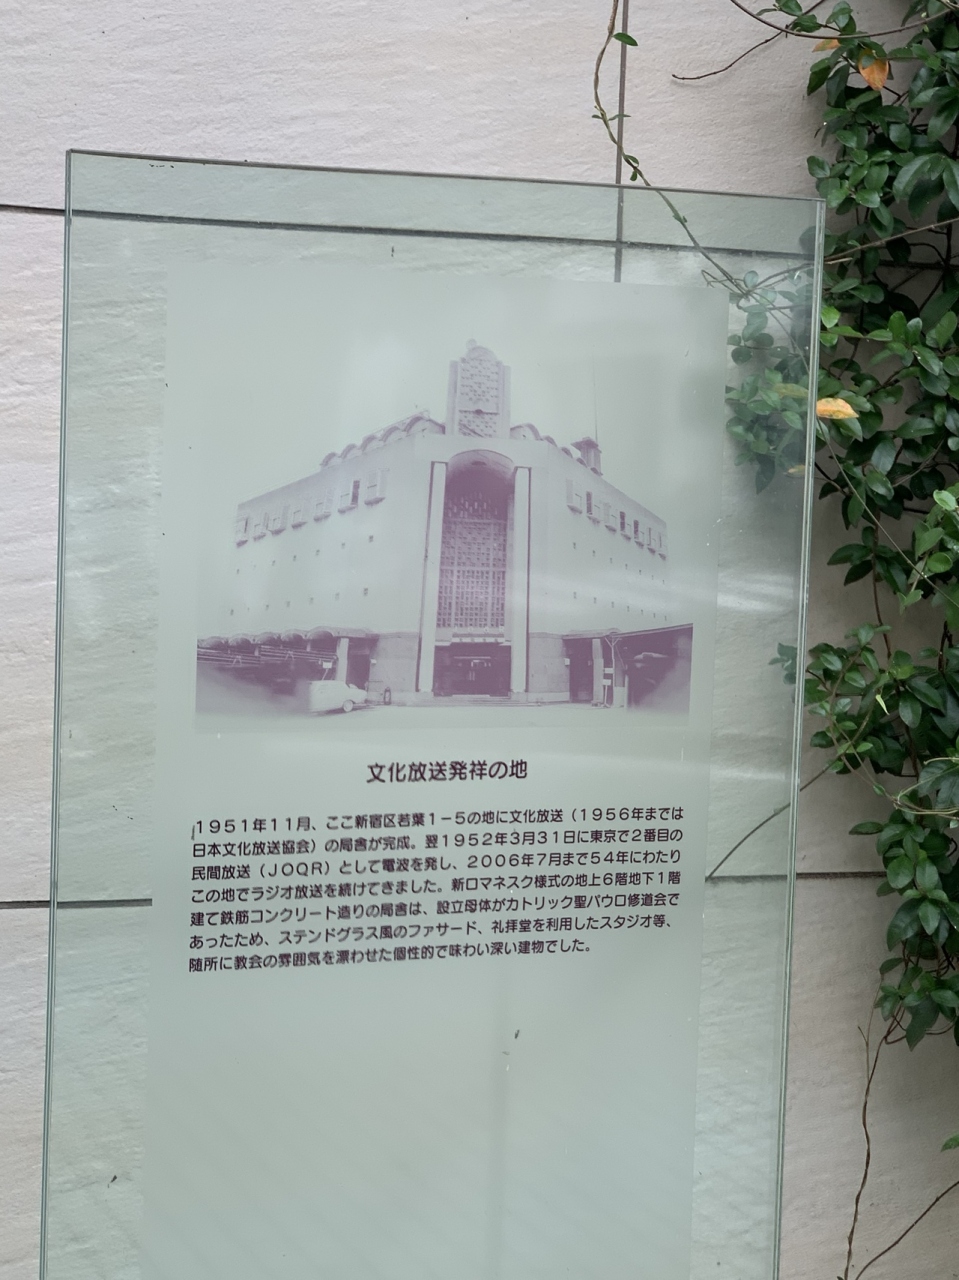 文化放送発祥の地
1951年11月、ここ新宿区若葉1−5の地に文化放送（1956年までは
日本文化放送協会）の局舎が完成。翌1952年3月31日に東京で2番目の
民間放送（JOQR）として電波を発し、2006年7月まで54年にわたり
この地でラジオ放送を続けてきました。新ロマネスク様式の地上6階地下1階
建て鉄筋コンクリート造りの局舎は、設立母体がカトリック聖パウロ修道会で
あったため、ステンドグラス風のファサード、礼拝堂を利用したスタジオ等、
随所に教会の雰囲気を漂わせた個性的で味わい深い建物でした。